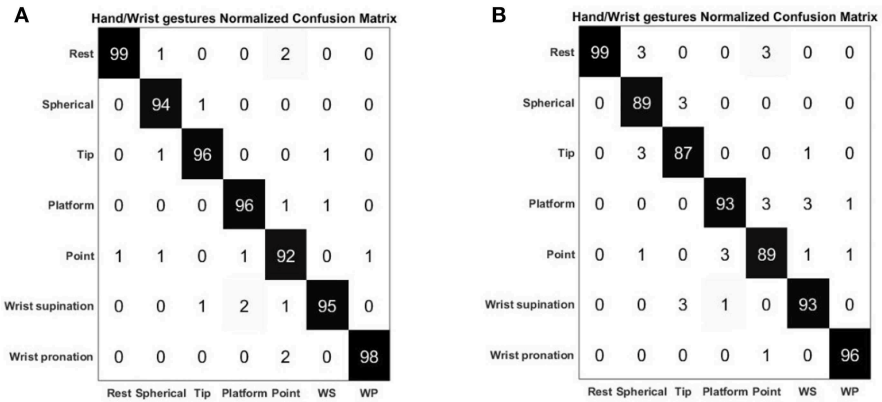 A
Hand/Wrist gestures Normalized Confusion Matrix
Rest 99 1 0 0 2 0 0
Spherical 0 94 1 0 0 0 0
Tip 0 1 96 0 0 1 0
Platform 0 0 0 96 1 1 0
Point 1 1 0 1 92 0 1
Wrist supination 0 0 1 2 1 95 0
Wrist pronation 0 0 0 0 2 0 98
Rest Spherical Tip Platform Point WS WP
B
Hand/Wrist gestures Normalized Confusion Matrix
Rest 99 3 0 0 3 0 0
Spherical 0 89 3 0 0 0 0
Tip 0 3 87 0 0 1 0
Platform 0 0 0 93 3 3 1
Point 0 1 0 3 89 1 1
Wrist supination 0 0 3 1 0 93 0
Wrist pronation 0 0 0 0 1 0 96
Rest Spherical Tip Platform Point WS WP